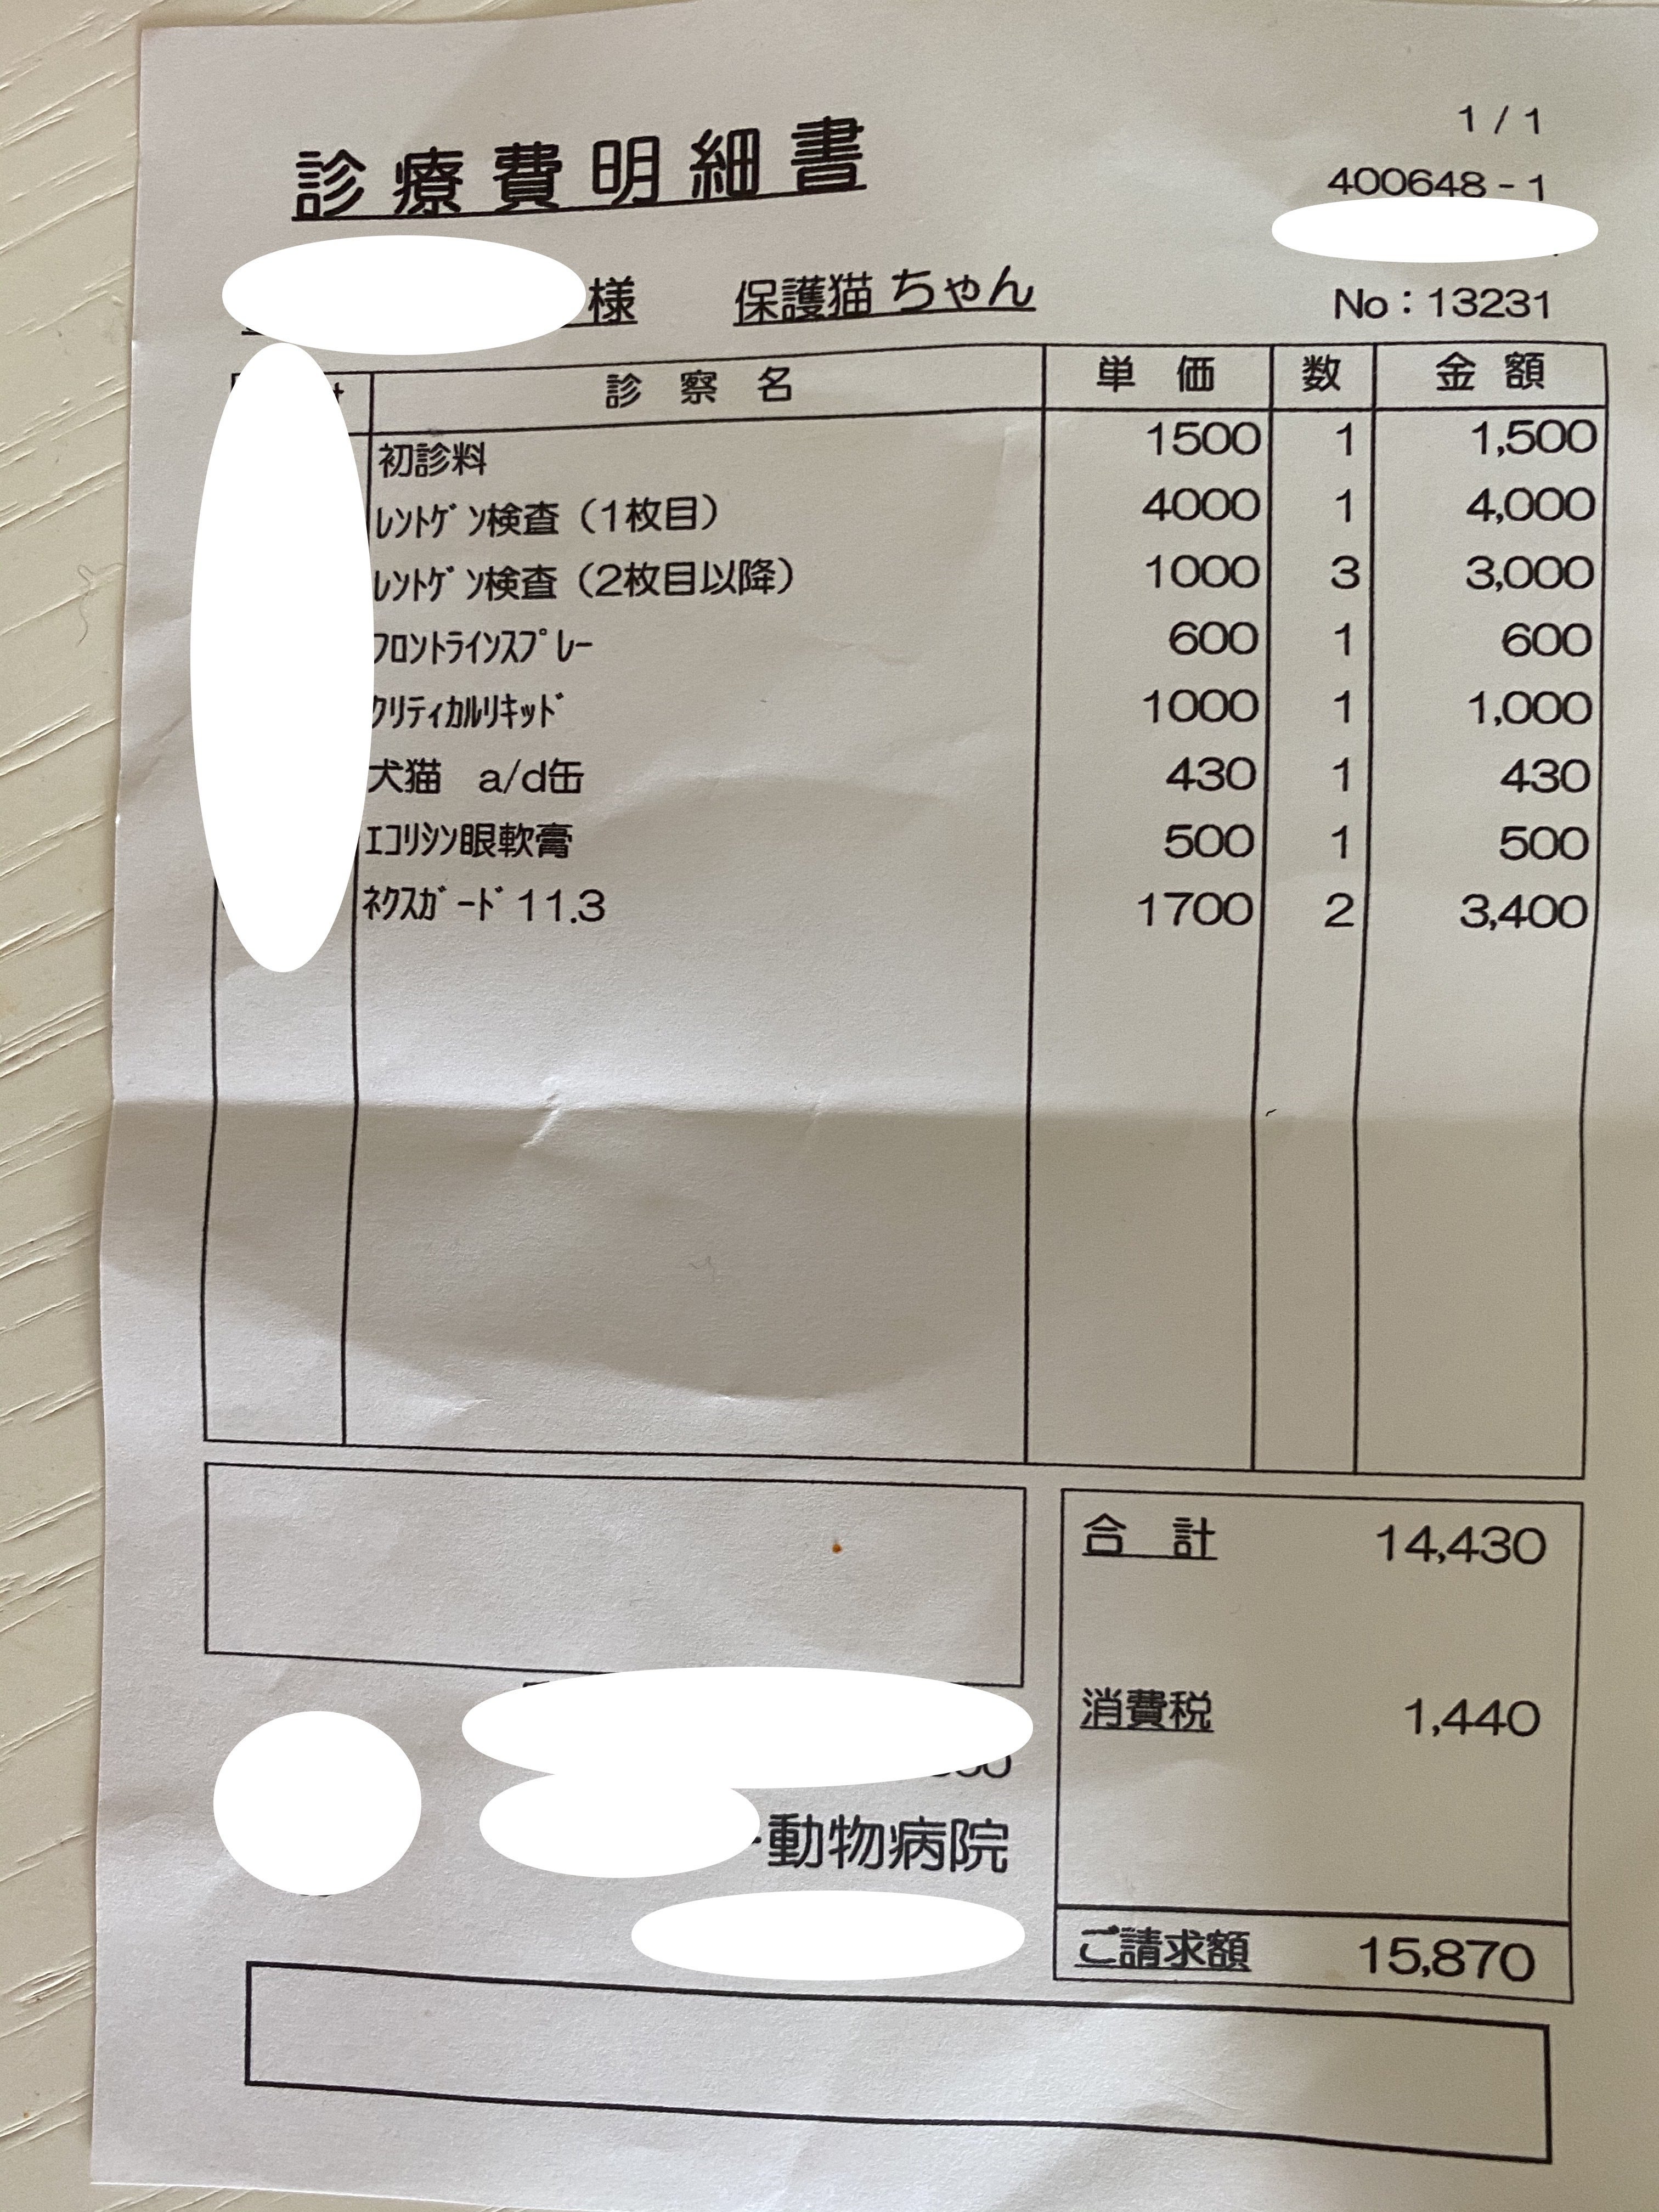 1 / 1
診療費明細書
400648 - 1
様 保護猫 ちゃん
No : 13231
診察名 単価 数 金額
初診料 1500 1 1,500
ﾚﾝﾄｹﾞﾝ検査（1枚目） 4000 1 4,000
ﾚﾝﾄｹﾞﾝ検査（2枚目以降） 1000 3 3,000
ﾌﾛﾝﾄﾗｲﾝｽﾌﾟﾚｰ 600 1 600
ｸﾘﾃｨｶﾙﾘｷｯﾄﾞ 1000 1 1,000
犬猫 a/d缶 430 1 430
ｴｺﾘｼﾝ眼軟膏 500 1 500
ﾈｸｽｶﾞｰﾄﾞ 11.3 1700 2 3,400
合計 14,430
消費税 1,440
動物病院
ご請求額 15,870